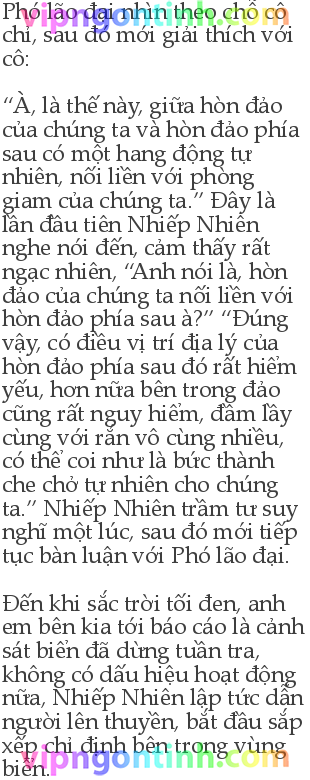 Phó lão đại nhìn theo chỗ cô
chỉ, sau đó mới giải thích với
cô:
vipngontinh.com
“À, là thế này, giữa hòn đảo
của chúng ta và hòn đảo phía
sau có một hang động tự
nhiên, nối liền với phòng
giam của chúng ta.” Đây là
lần đầu tiên Nhiếp Nhiên
nghe nói đến, cảm thấy rất
ngạc nhiên, “Anh nói là, hòn
đảo của chúng ta nối liền với
hòn đảo phía sau à?” “Đúng
vậy, có điều vị trí địa lý của
hòn đảo phía sau đó rất hiểm
yếu, hơn nữa bên trong đảo
cũng rất nguy hiểm, đầm lầy
cùng với rắn vô cùng nhiều,
có thể coi như là bức thành
che chở tự nhiên cho chúng
ta.” Nhiếp Nhiên trầm tư suy
nghĩ một lúc, sau đó mới tiếp
tục bàn luận với Phó lão đại.
Đến khi sắc trời tối đen, anh
em bên kia tới báo cáo là cảnh
sát biển đã dừng tuần tra,
không có dấu hiệu hoạt động
nữa, Nhiếp Nhiên lập tức dẫn
người lên thuyền, bắt đầu sắp
xếp chỉ định bên trong vùng
biển.
vipngontinh.com